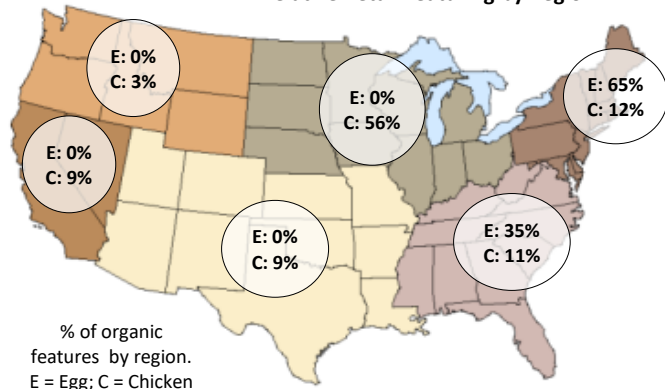 E: 0%
C: 3%
E: 0%
C: 56%
E: 65%
C: 12%
E: 0%
C: 9%
E: 35%
C: 11%
E: 0%
C: 9%
% of organic
features by region.
E = Egg; C = Chicken